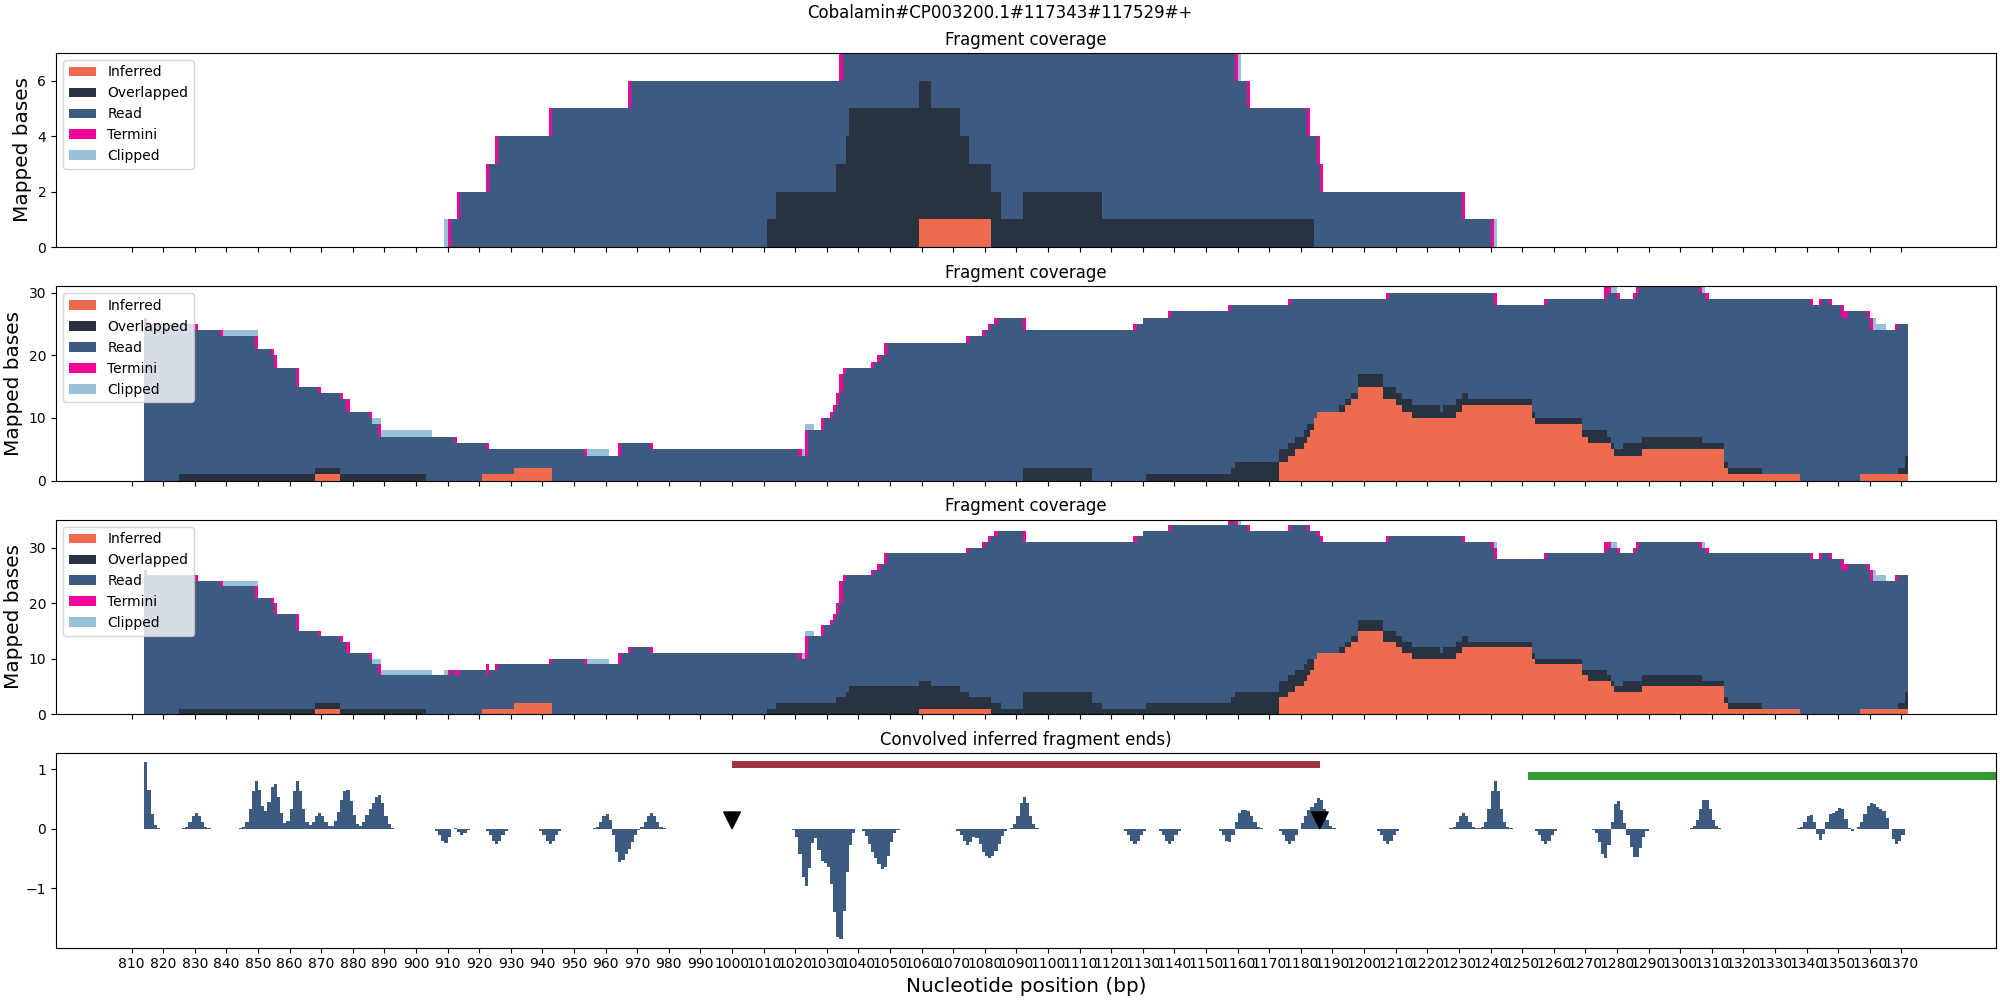 Cobalamin#CP003200.1#117343#117529#+
Fragment coverage
Mapped bases
6
4
2
0
Inferred
Overlapped
Read
Termini
Clipped
Fragment coverage
Mapped bases
30
20
10
0
Inferred
Overlapped
Read
Termini
Clipped
Fragment coverage
Mapped bases
30
20
10
0
Inferred
Overlapped
Read
Termini
Clipped
Convolved inferred fragment ends)
1
0
−1
810 820 830 840 850 860 870 880 890 900 910 920 930 940 950 960 970 980 990 1000 1010 1020 1030 1040 1050 1060 1070 1080 1090 1100 1110 1120 1130 1140 1150 1160 1170 1180 1190 1200 1210 1220 1230 1240 1250 1260 1270 1280 1290 1300 1310 1320 1330 1340 1350 1360 1370
Nucleotide position (bp)